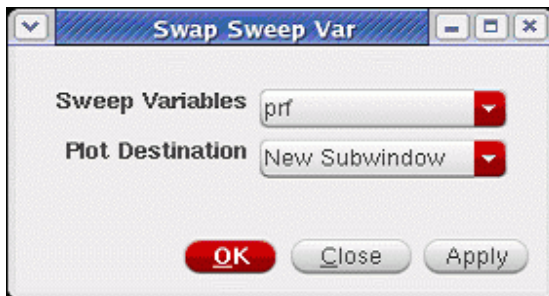 Swap Sweep Var
Sweep Variables prf
Plot Destination New Subwindow
OK Close Apply